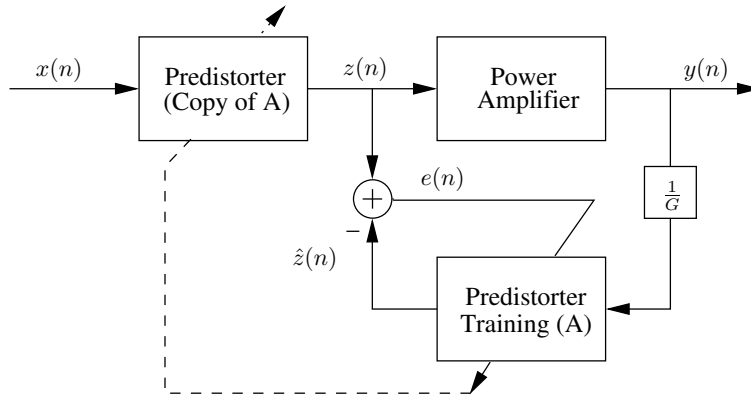 x(n)
Predistorter
(Copy of A)
z(n)
Power
Amplifier
y(n)
+
e(n)
1/G
−
ẑ(n)
Predistorter
Training (A)